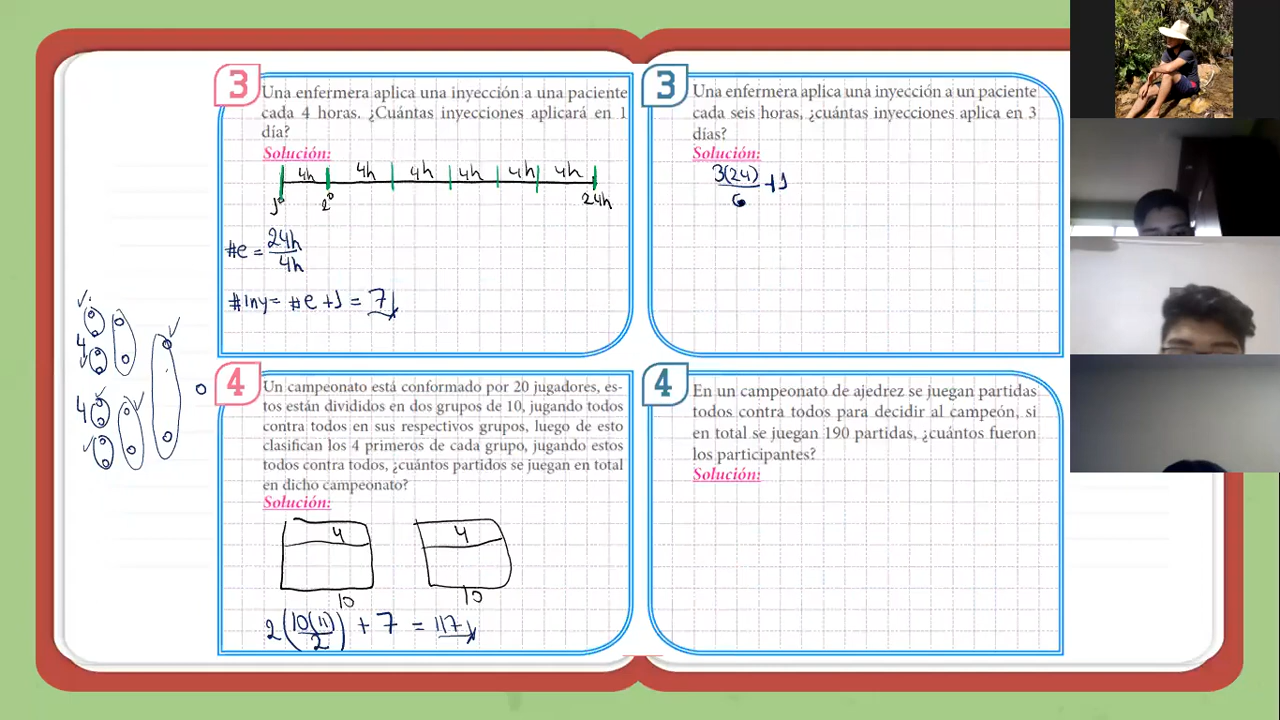 3
Una enfermera aplica una inyección a una paciente
cada 4 horas. ¿Cuántas inyecciones aplicará en 1
día?
Solución:
4h 4h 4h 4h 4h 4h
1° 2° 24h
#e = 24h/4h
#iny = #e + 1 = 7
3
Una enfermera aplica una inyección a un paciente
cada seis horas, ¿cuántas inyecciones aplica en 3
días?
Solución:
3(24)/6 + 1
4
4
4
Un campeonato está conformado por 20 jugadores, es-
tos están divididos en dos grupos de 10, jugando todos
contra todos en sus respectivos grupos, luego de esto
clasifican los 4 primeros de cada grupo, jugando estos
todos contra todos, ¿cuántos partidos se juegan en total
en dicho campeonato?
Solución:
4 4
10 10
2(10(11)/2) + 7 = 117
4
En un campeonato de ajedrez se juegan partidas
todos contra todos para decidir al campeón, si
en total se juegan 190 partidas, ¿cuántos fueron
los participantes?
Solución: